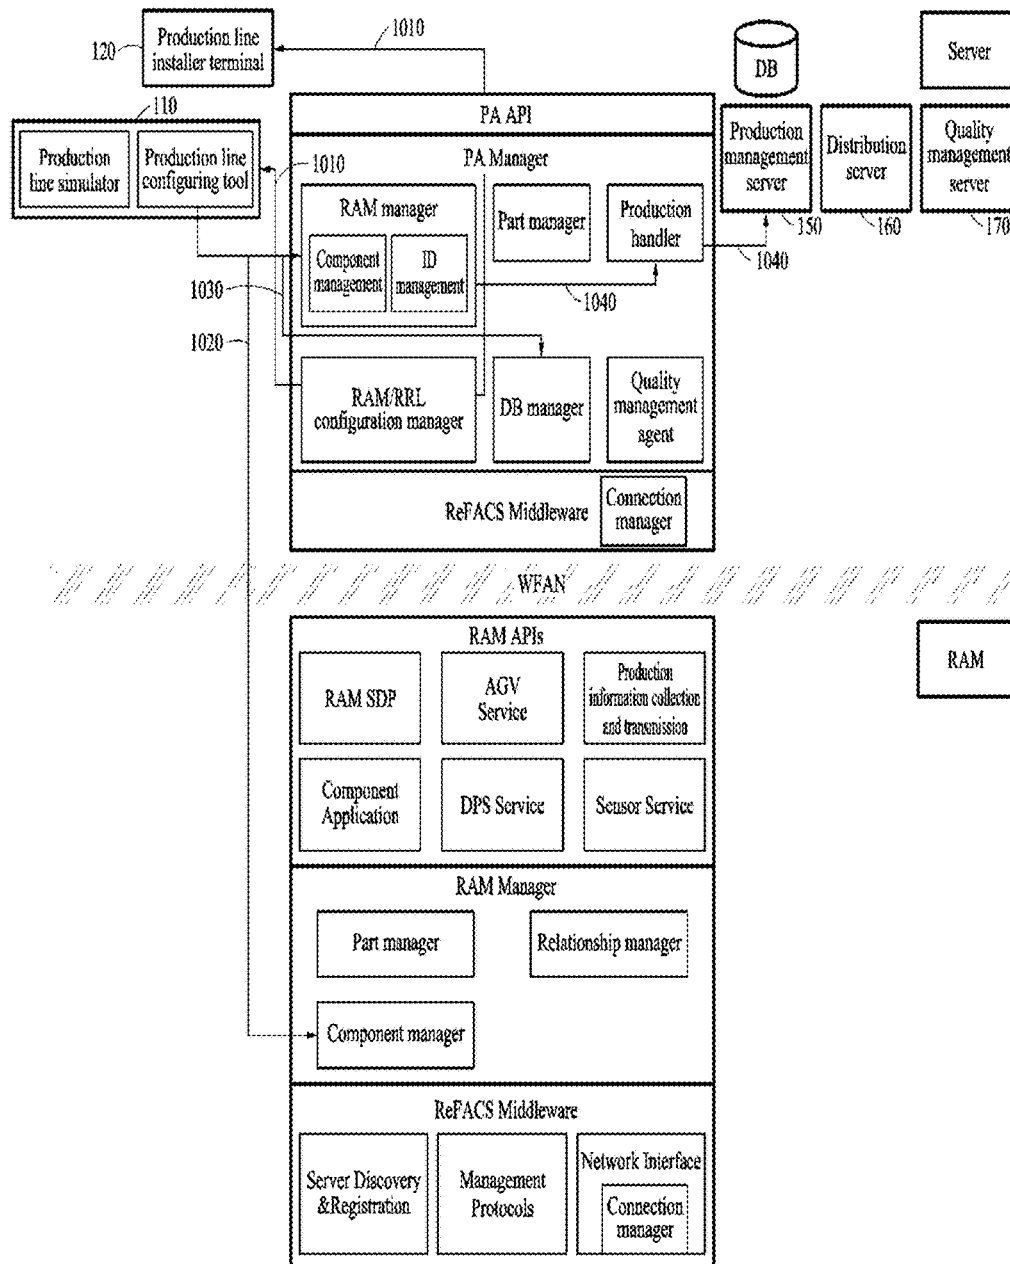 1010
120
Production line
installer terminal
DB
Server
110
PA API
Production
line simulator
Production line
configuring tool
1010
PA Manager
Production
management
server
Distribution
server
Quality
management
server
RAM manager
Component
management
ID
management
Part manager
Production
handler
150
160
170
1040
1040
1030
1020
RAM/RRL
configuration manager
DB manager
Quality
management
agent
ReFACS Middleware
Connection
manager
WFAN
RAM APIs
RAM
RAM SDP
AGV
Service
Production
information collection
and transmission
Component
Application
DPS Service
Sensor Service
RAM Manager
Part manager
Relationship manager
Component manager
ReFACS Middleware
Server Discovery
&Registration
Management
Protocols
Network Interface
Connection
manager